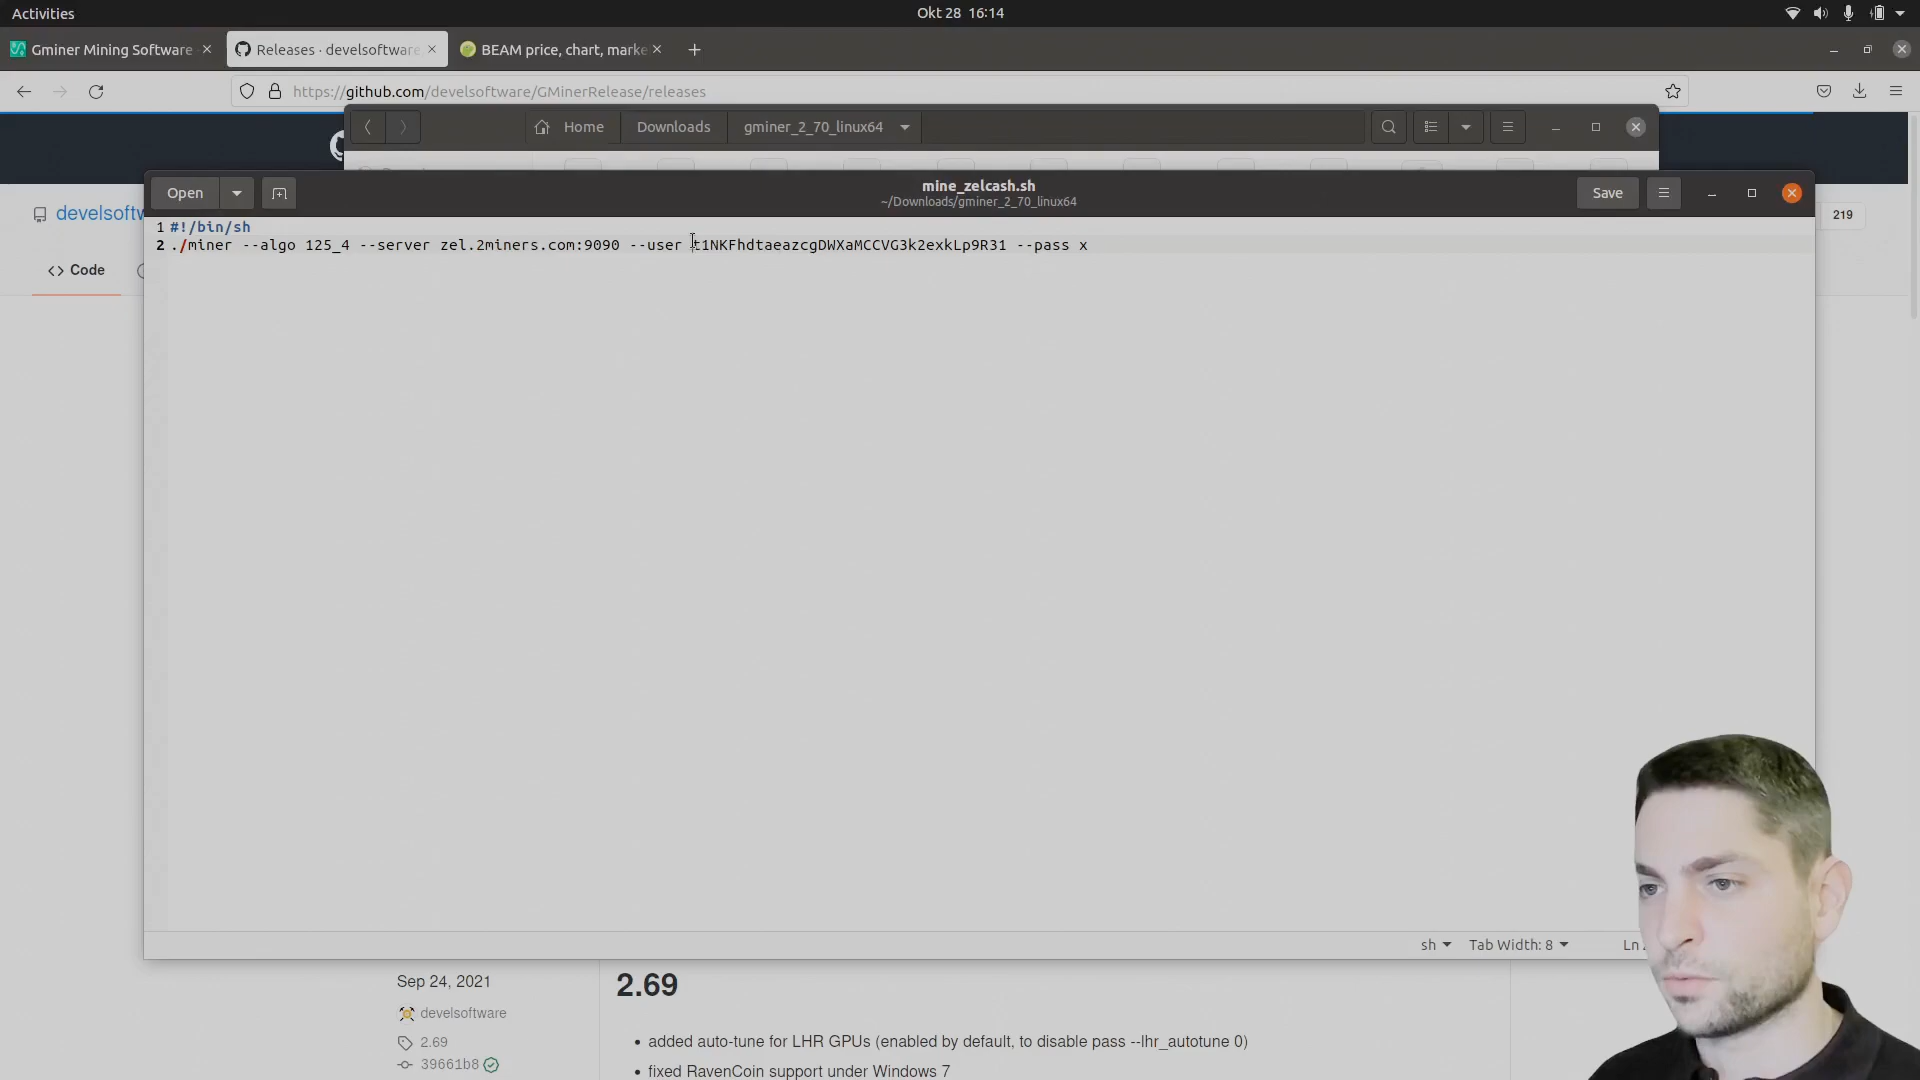 Activities
Okt 28 16:14
Gminer Mining Software
Releases · develsoftware
BEAM price, chart, marke
https://github.com/develsoftware/GMinerRelease/releases
Home
Downloads
gminer_2_70_linux64
Open
mine_zelcash.sh
~/Downloads/gminer_2_70_linux64
Save
develsoftw
219
1 #!/bin/sh
2 ./miner --algo 125_4 --server zel.2miners.com:9090 --user t1NKFhdtaeazcgDWXaMCCVG3k2exkLp9R31 --pass x
<> Code
sh
Tab Width: 8
Ln
Sep 24, 2021
2.69
develsoftware
2.69
39661b8
• added auto-tune for LHR GPUs (enabled by default, to disable pass --lhr_autotune 0)
• fixed RavenCoin support under Windows 7